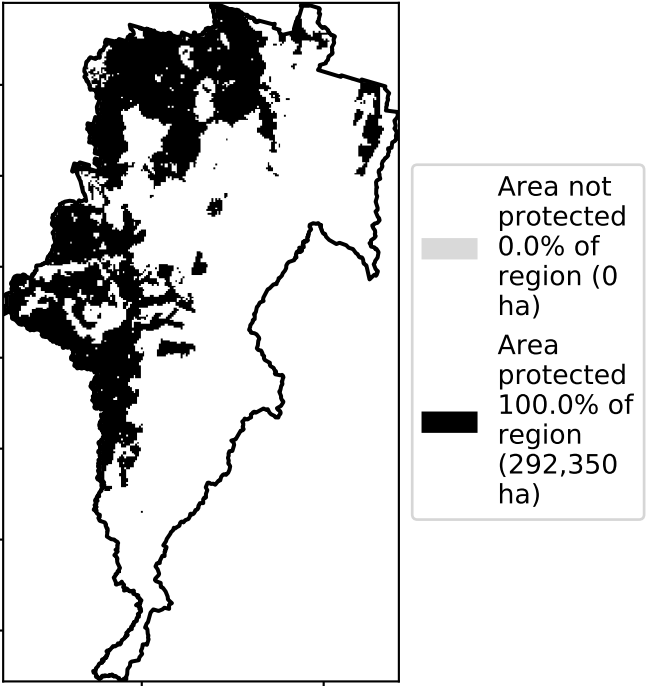 Area not
protected
0.0% of
region (0
ha)
Area
protected
100.0% of
region
(292,350
ha)